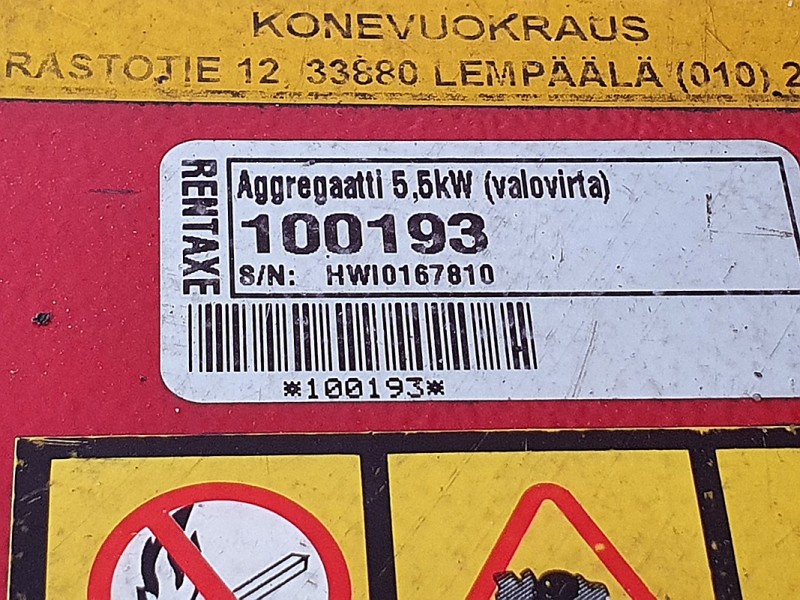 KONEVUOKRAUS
RASTOTIE 12, 33880 LEMPÄÄLÄ (010) 2
RENTAXE
Aggregaatti 5,5kW (valovirta)
100193
S/N: HWI0167810
*100193*